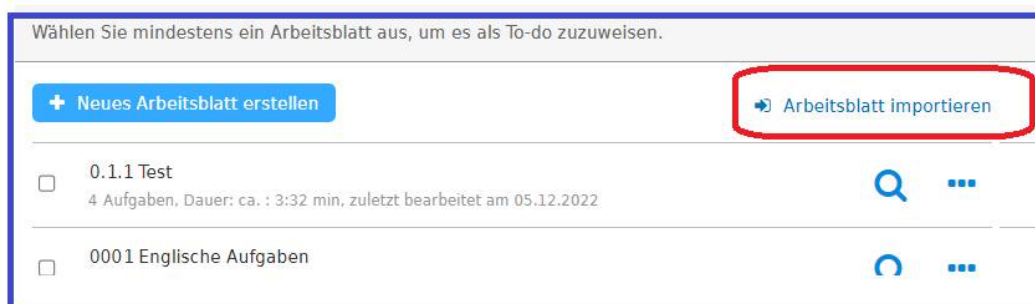 Wählen Sie mindestens ein Arbeitsblatt aus, um es als To-do zuzuweisen.
Neues Arbeitsblatt erstellen
Arbeitsblatt importieren
0.1.1 Test
4 Aufgaben, Dauer: ca. : 3:32 min, zuletzt bearbeitet am 05.12.2022
0001 Englische Aufgaben